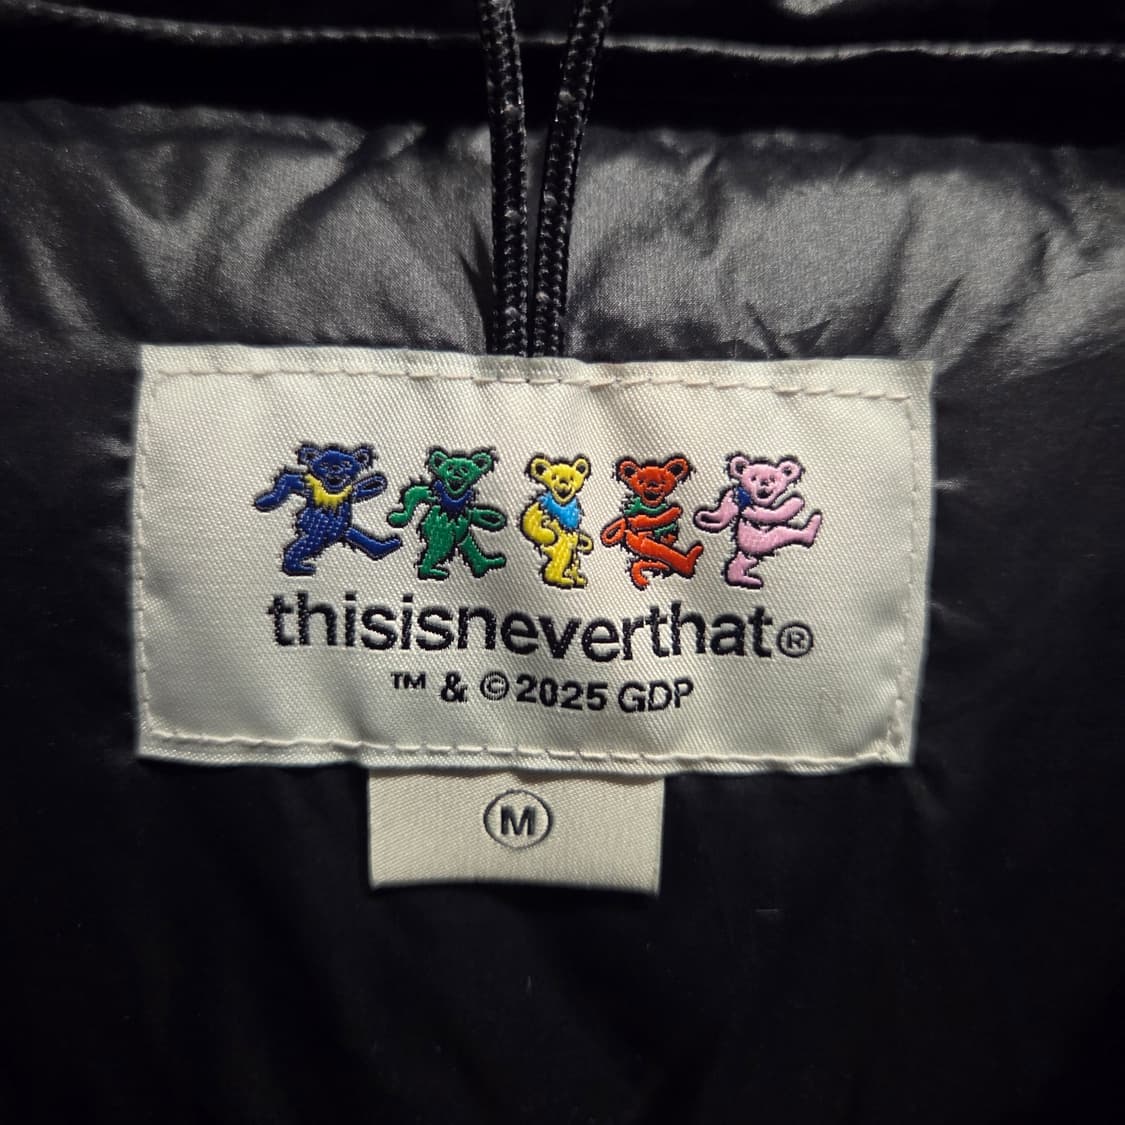 thisisneverthat®
™ & ©2025 GDP
M